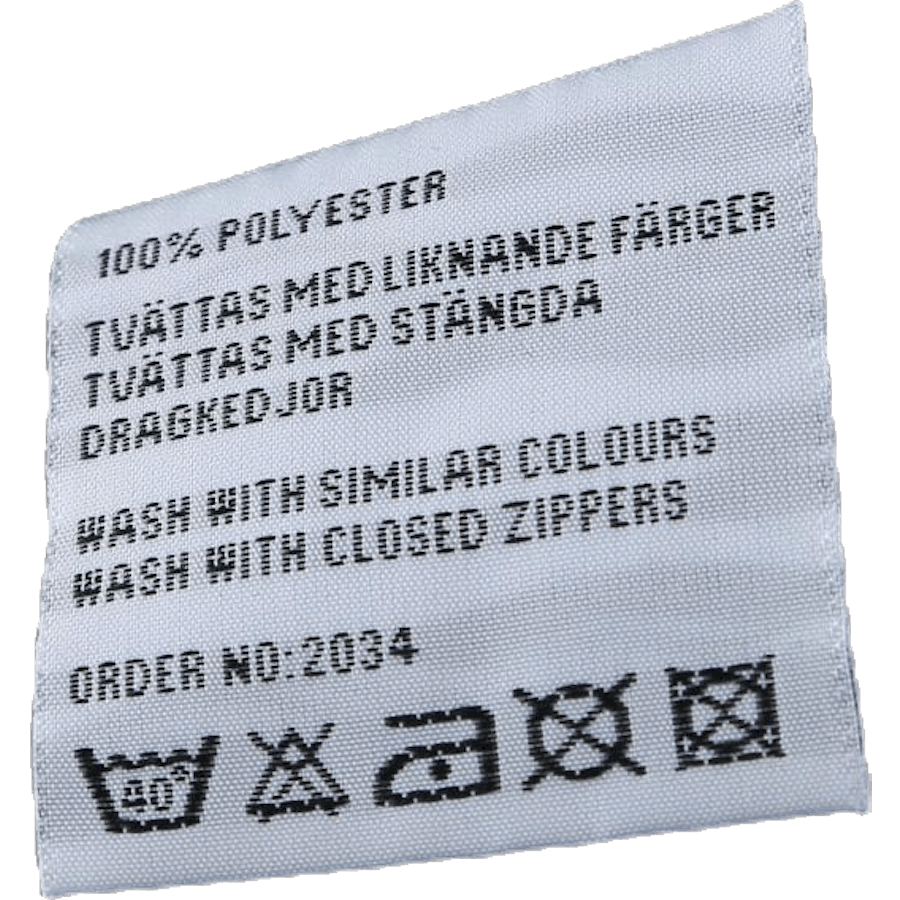 100% POLYESTER
TVÄTTAS MED LIKNANDE FÄRGER
TVÄTTAS MED STÄNGDA
DRAGKEDJOR
WASH WITH SIMILAR COLOURS
WASH WITH CLOSED ZIPPERS
ORDER NO:2034
40°